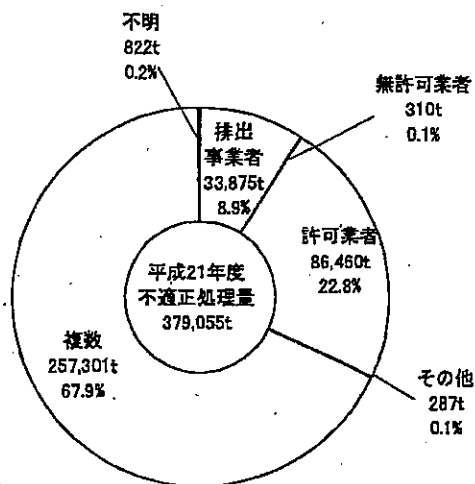 不明
822t
0.2%
排出
事業者
33,875t
8.9%
無許可業者
310t
0.1%
許可業者
86,460t
22.8%
その他
287t
0.1%
複数
257,301t
67.9%
平成21年度
不適正処理量
379,055t